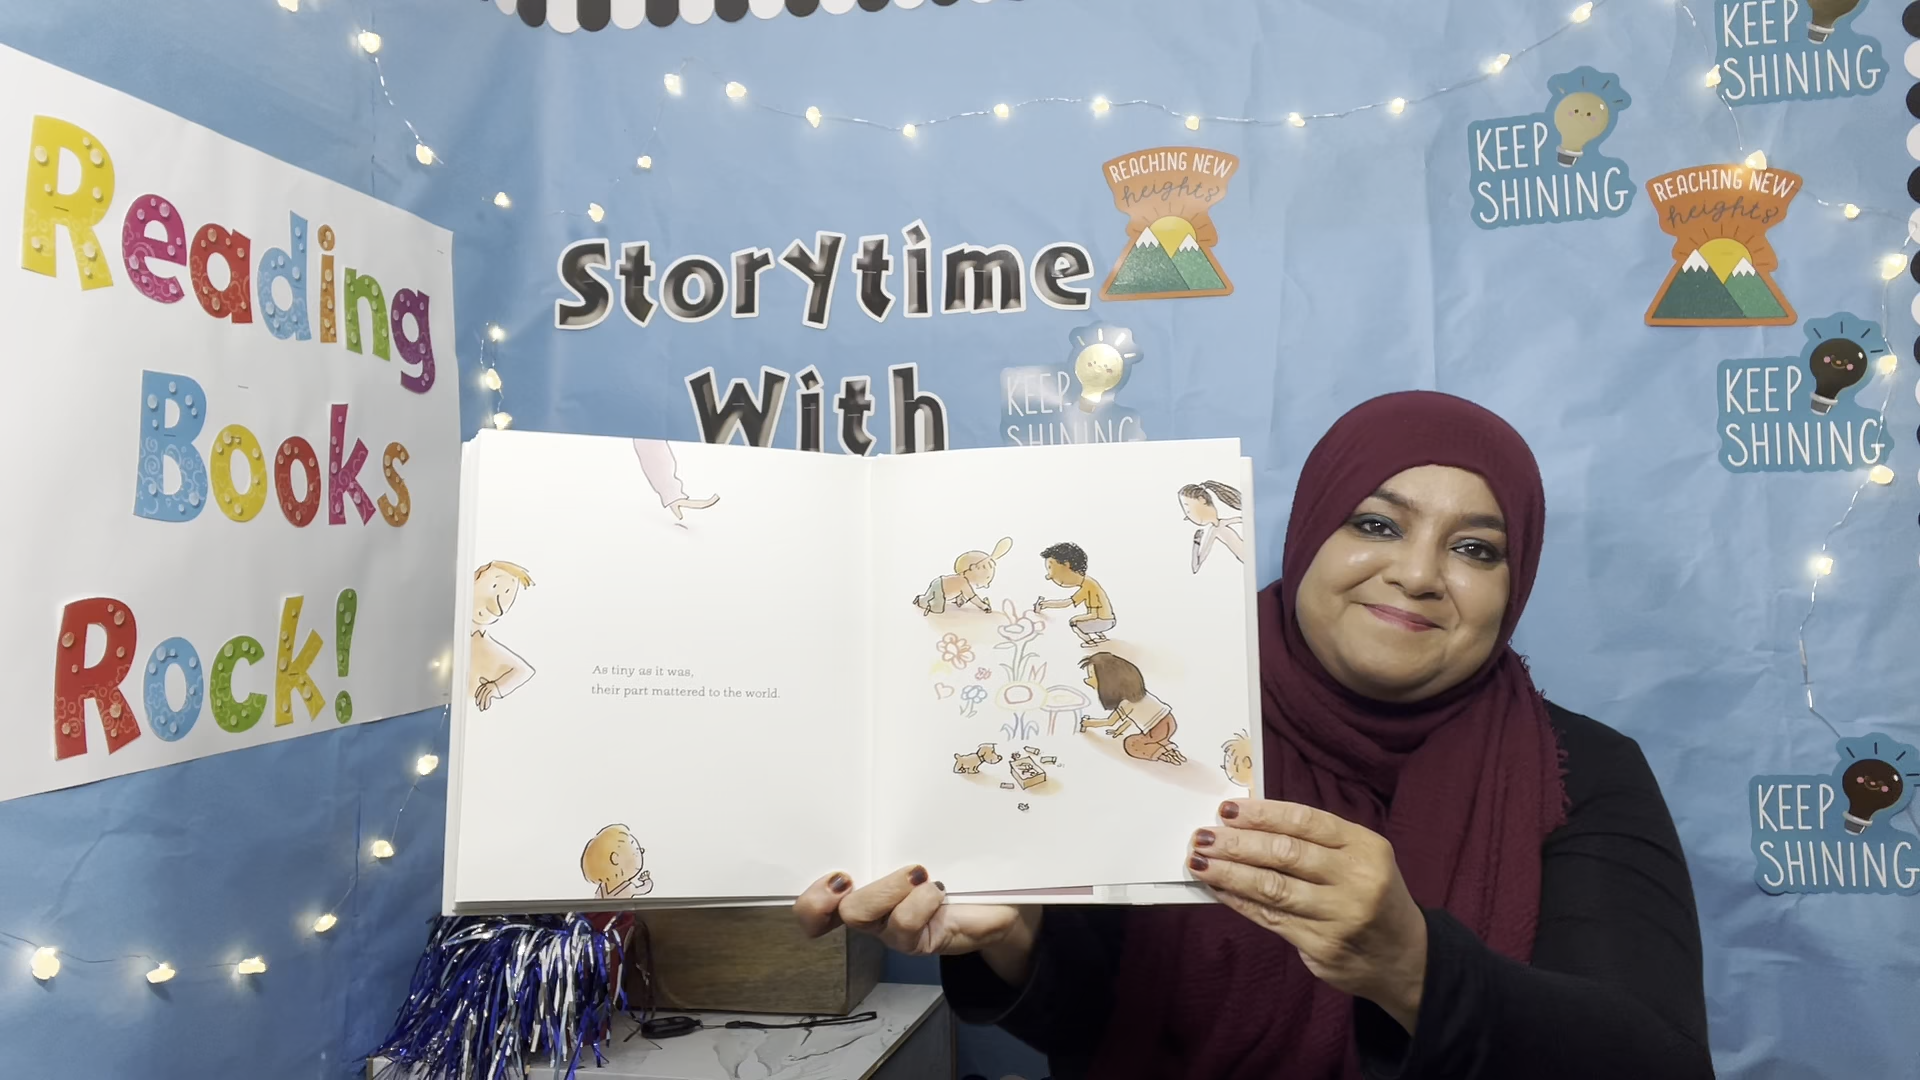 Reading
Books
Rock!
Storytime
With
REACHING NEW
heights
KEEP
SHINING
KEEP
SHINING
KEEP
SHINING
REACHING NEW
heights
KEEP
SHINING
KEEP
SHINING
As tiny as it was,
their part mattered to the world.